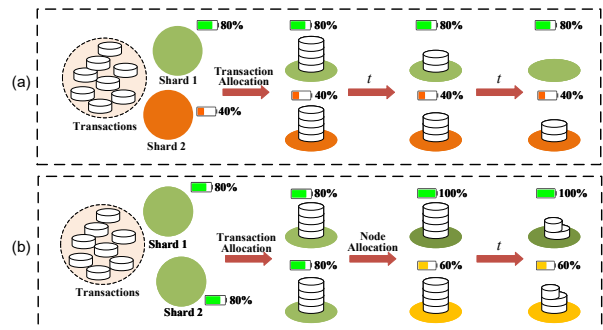 (a)
80%
Shard 1
40%
Shard 2
Transactions
Transaction
Allocation
80%
40%
t
80%
40%
t
80%
40%
(b)
80%
Shard 1
80%
Shard 2
Transactions
Transaction
Allocation
80%
80%
Node
Allocation
100%
60%
t
100%
60%